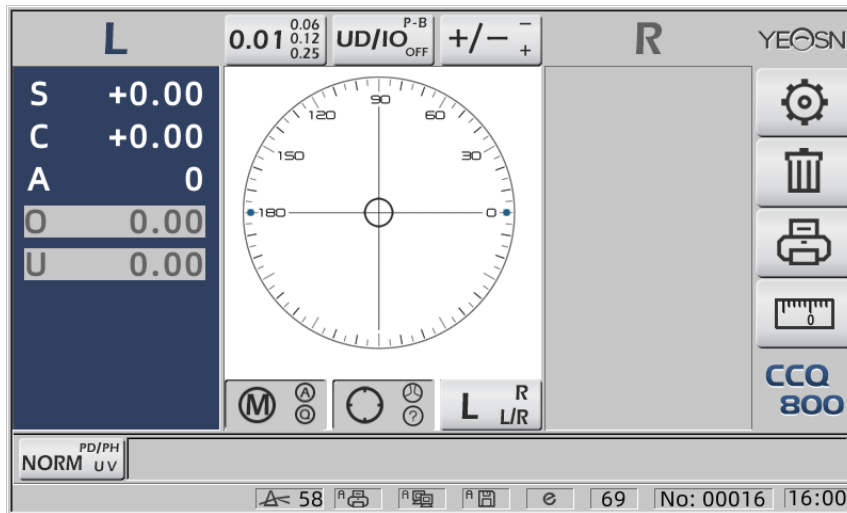 L
0.01 0.06 0.12 0.25
UD/IO P-B OFF
+/− − +
R
YEOSN
S +0.00
C +0.00
A 0
O 0.00
U 0.00
90
120 60
150 30
180 0
0
M A Q
?
L R L/R
CCQ
800
NORM PD/PH UV
58 A A A e 69 No: 00016 16:00